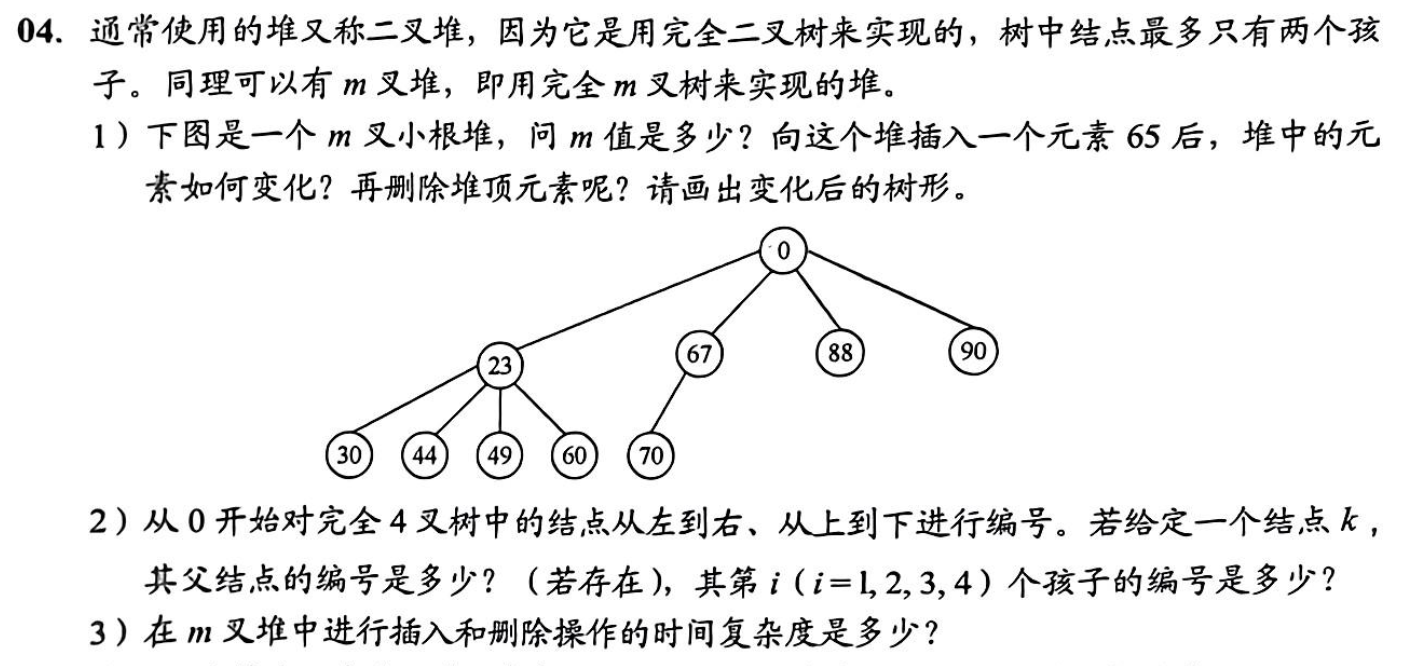 04. 通常使用的堆又称二叉堆，因为它是用完全二叉树来实现的，树中结点最多只有两个孩
子。同理可以有 m 叉堆，即用完全 m 叉树来实现的堆。
1）下图是一个 m 叉小根堆，问 m 值是多少？向这个堆插入一个元素 65 后，堆中的元
素如何变化？再删除堆顶元素呢？请画出变化后的树形。
0
23 67 88 90
30 44 49 60 70
2）从 0 开始对完全 4 叉树中的结点从左到右、从上到下进行编号。若给定一个结点 k，
其父结点的编号是多少？（若存在），其第 i（i=1, 2, 3, 4）个孩子的编号是多少？
3）在 m 叉堆中进行插入和删除操作的时间复杂度是多少？